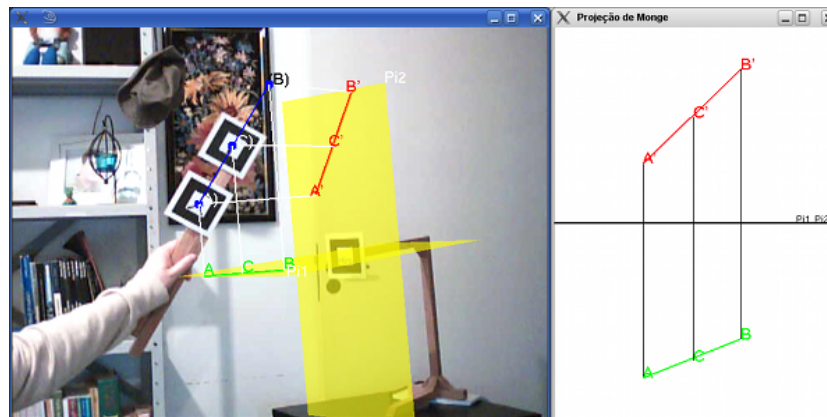 Projeção de Monge
(B)
B'
Pi2
C'
A'
A
C
B
Pi1
B'
C'
A'
Pi1 Pi2
B
C
A